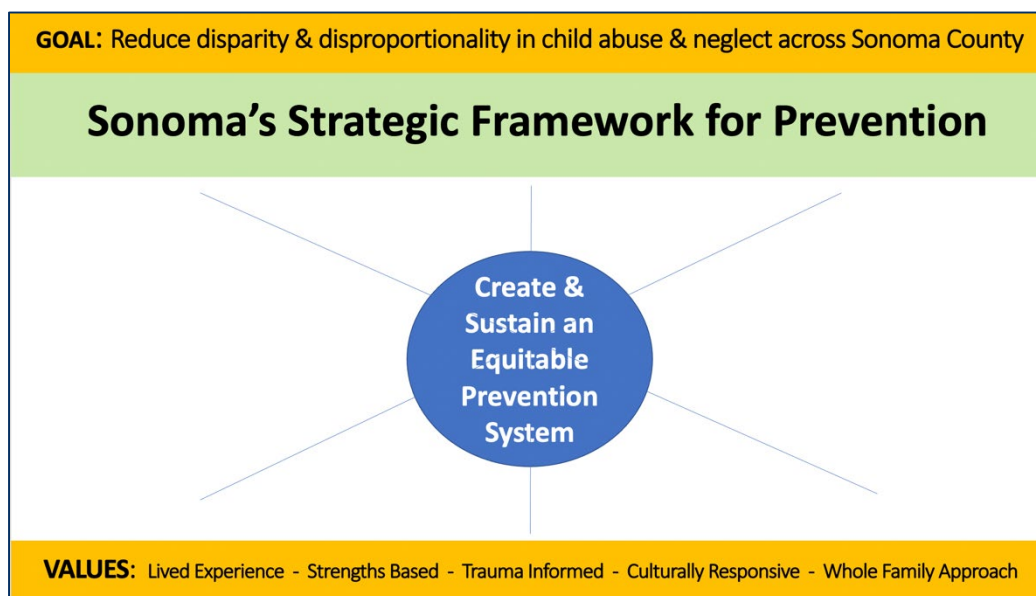 GOAL: Reduce disparity & disproportionality in child abuse & neglect across Sonoma County
Sonoma's Strategic Framework for Prevention
Create &
Sustain an
Equitable
Prevention
System
VALUES: Lived Experience - Strengths Based - Trauma Informed - Culturally Responsive - Whole Family Approach